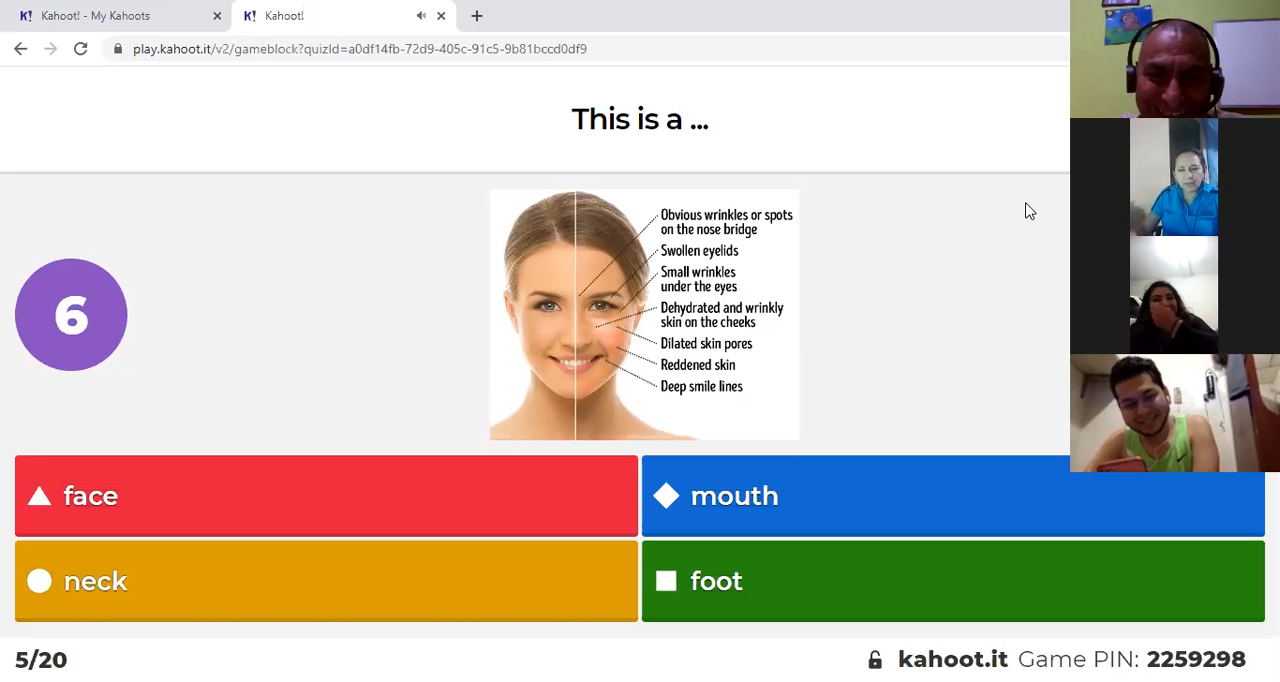 Kahoot! - My Kahoots
Kahoot!
play.kahoot.it/v2/gameblock?quizId=a0df14fb-72d9-405c-91c5-9b81bccd0df9
This is a ...
6
Obvious wrinkles or spots
on the nose bridge
Swollen eyelids
Small wrinkles
under the eyes
Dehydrated and wrinkly
skin on the cheeks
Dilated skin pores
Reddened skin
Deep smile lines
face
mouth
neck
foot
5/20
kahoot.it Game PIN: 2259298